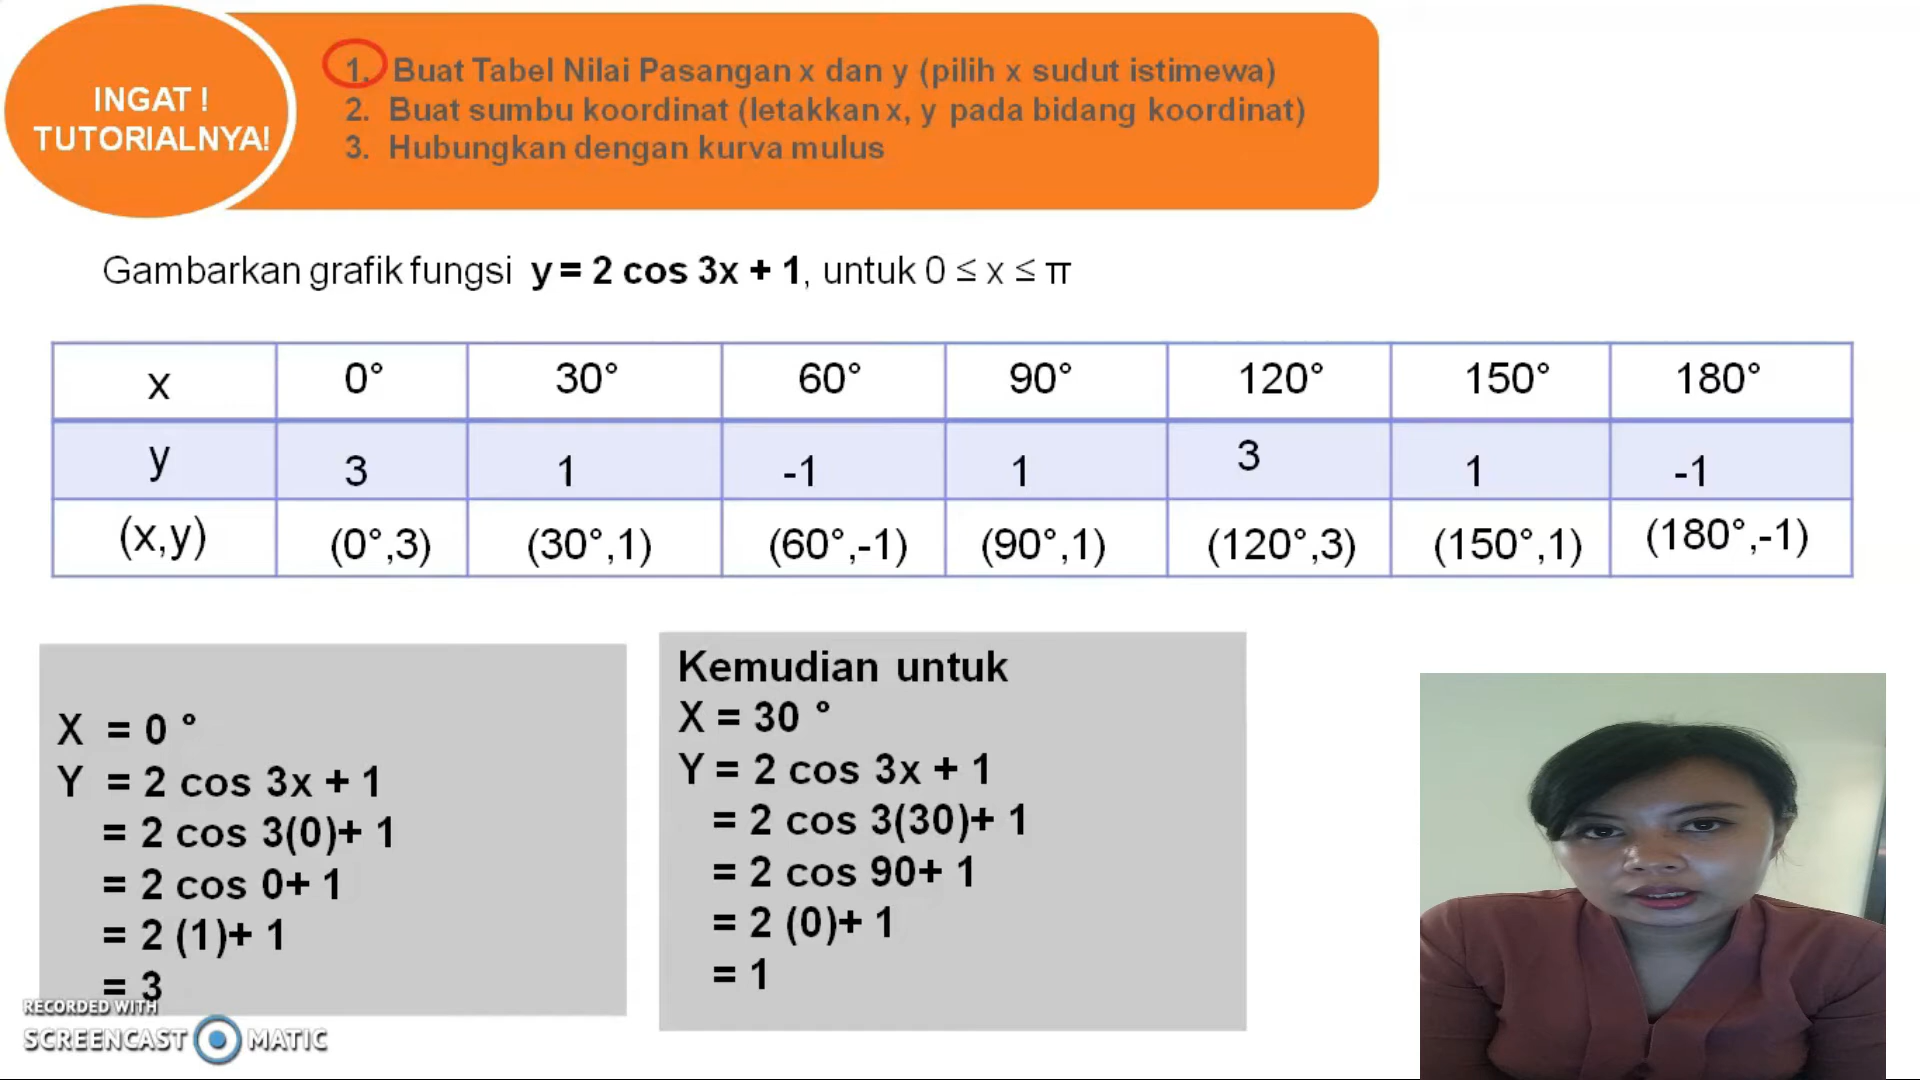 INGAT !
TUTORIALNYA!
1. Buat Tabel Nilai Pasangan x dan y (pilih x sudut istimewa)
2. Buat sumbu koordinat (letakkan x, y pada bidang koordinat)
3. Hubungkan dengan kurva mulus
Gambarkan grafik fungsi y = 2 cos 3x + 1, untuk 0 ≤ x ≤ π
x 0° 30° 60° 90° 120° 150° 180°
y 3 1 -1 1 3 1 -1
(x,y) (0°,3) (30°,1) (60°,-1) (90°,1) (120°,3) (150°,1) (180°,-1)
X = 0 °
Y = 2 cos 3x + 1
= 2 cos 3(0)+ 1
= 2 cos 0+ 1
= 2 (1)+ 1
= 3
Kemudian untuk
X = 30 °
Y = 2 cos 3x + 1
= 2 cos 3(30)+ 1
= 2 cos 90+ 1
= 2 (0)+ 1
= 1
RECORDED WITH
SCREENCAST MATIC